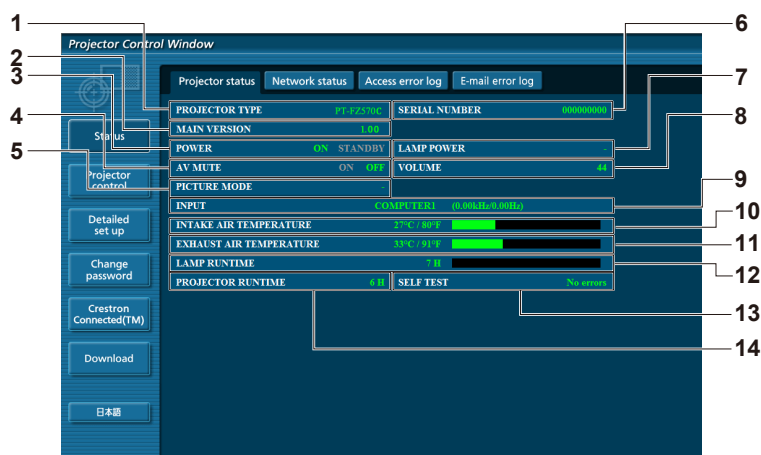 Projector Control Window
Projector status Network status Access error log E-mail error log
PROJECTOR TYPE PT-FZ570C SERIAL NUMBER 000000000
MAIN VERSION 1.00
POWER ON STANDBY LAMP POWER -
AV MUTE ON OFF VOLUME 44
PICTURE MODE -
INPUT COMPUTER1 (0.00kHz/0.00Hz)
INTAKE AIR TEMPERATURE 27°C / 80°F
EXHAUST AIR TEMPERATURE 33°C / 91°F
LAMP RUNTIME 7 H
PROJECTOR RUNTIME 6 H SELF TEST No errors
Status
Projector
control
Detailed
set up
Change
password
Crestron
Connected(TM)
Download
日本語
1
2
3
4
5
6
7
8
9
10
11
12
13
14